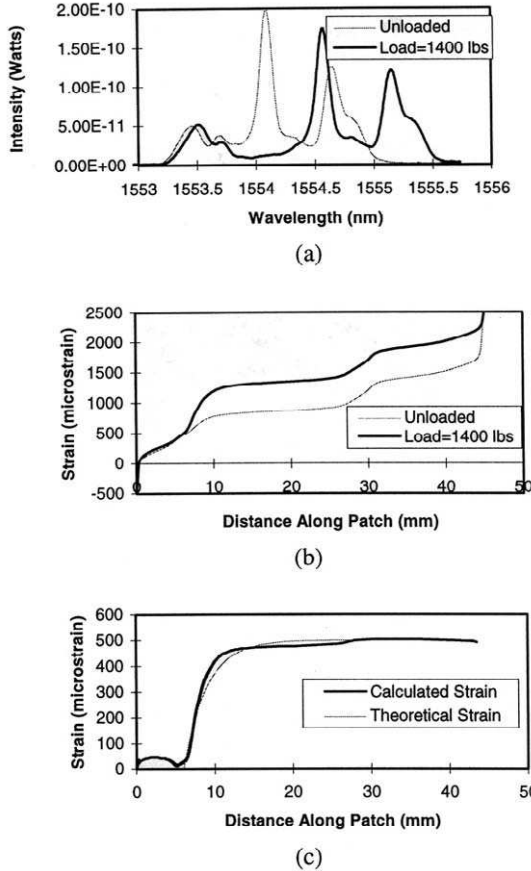 2.00E-10
1.50E-10
1.00E-10
5.00E-11
0.00E+00
Intensity (Watts)
Unloaded
Load=1400 lbs
1553 1553.5 1554 1554.5 1555 1555.5 1556
Wavelength (nm)
(a)
2500
2000
1500
1000
500
0
-500
Strain (microstrain)
Unloaded
Load=1400 lbs
10 20 30 40 50
Distance Along Patch (mm)
(b)
600
500
400
300
200
100
0
Strain (microstrain)
Calculated Strain
Theoretical Strain
0 10 20 30 40 50
Distance Along Patch (mm)
(c)